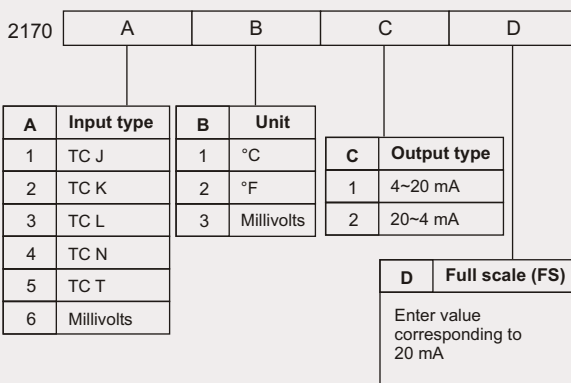 2170 A B C D
A Input type
1 TC J
2 TC K
3 TC L
4 TC N
5 TC T
6 Millivolts
B Unit
1 °C
2 °F
3 Millivolts
C Output type
1 4~20 mA
2 20~4 mA
D Full scale (FS)
Enter value
corresponding to
20 mA